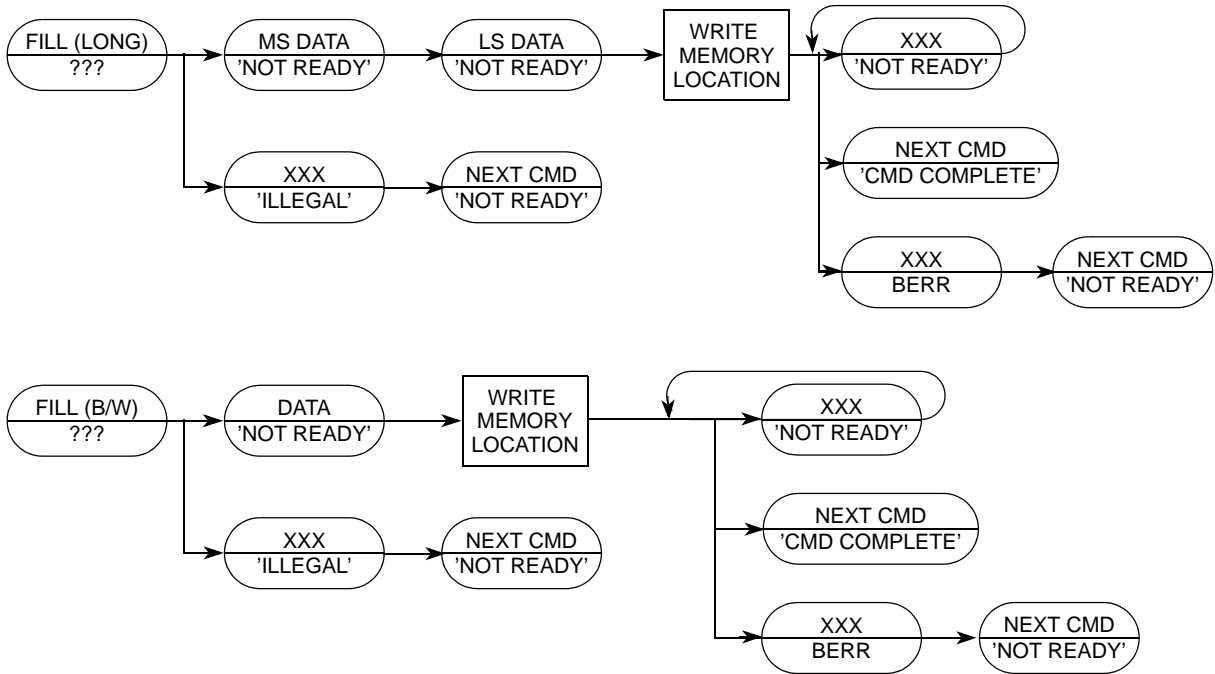 FILL (LONG)
???
MS DATA
’NOT READY’
LS DATA
’NOT READY’
WRITE
MEMORY
LOCATION
XXX
’NOT READY’
NEXT CMD
’CMD COMPLETE’
XXX
’ILLEGAL’
NEXT CMD
’NOT READY’
XXX
BERR
NEXT CMD
’NOT READY’
FILL (B/W)
???
DATA
’NOT READY’
WRITE
MEMORY
LOCATION
XXX
’NOT READY’
NEXT CMD
’CMD COMPLETE’
XXX
’ILLEGAL’
NEXT CMD
’NOT READY’
XXX
BERR
NEXT CMD
’NOT READY’